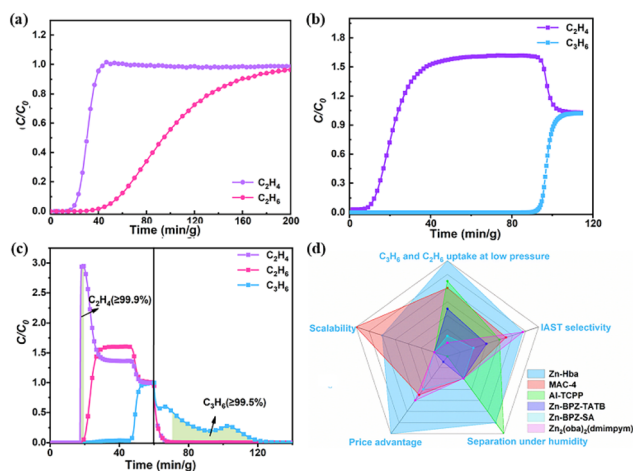 (a)
C₂H₄
C₂H₆
C/C₀
1.2
1.0
0.8
0.6
0.4
0.2
0.0
0 40 80 120 160 200
Time (min/g)
(b)
C₂H₄
C₃H₆
C/C₀
2.0
1.5
1.0
0.5
0.0
0 40 80 120
Time (min/g)
(c)
C₂H₄
C₂H₆
C₃H₆
C₂H₄(≥99.9%)
C₃H₆(≥99.5%)
C/C₀
3.0
2.5
2.0
1.5
1.0
0.5
0.0
0 20 40 60 80 100 120 140
Time (min/g)
(d)
C₃H₆ and C₂H₆ uptake at low pressure
Scalability
IAST selectivity
Price advantage
Separation under humidity
Zn-Hba
MAC-4
Al-TCPP
Zn-BPZ-TATB
Zn-BPZ-SA
Zn₂(oba)₂(dmimpym)